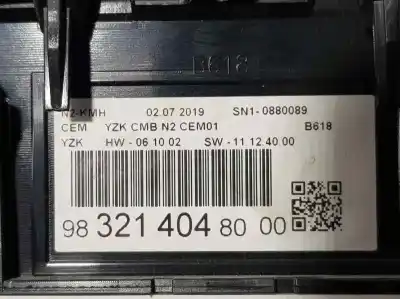 B618
N2-KMH 02.07 2019 SN1-0880089
CEM YZK CMB N2 CEM01 B618
YZK HW - 06 10 02 SW - 11 12 40 00
98 321 404 80 00